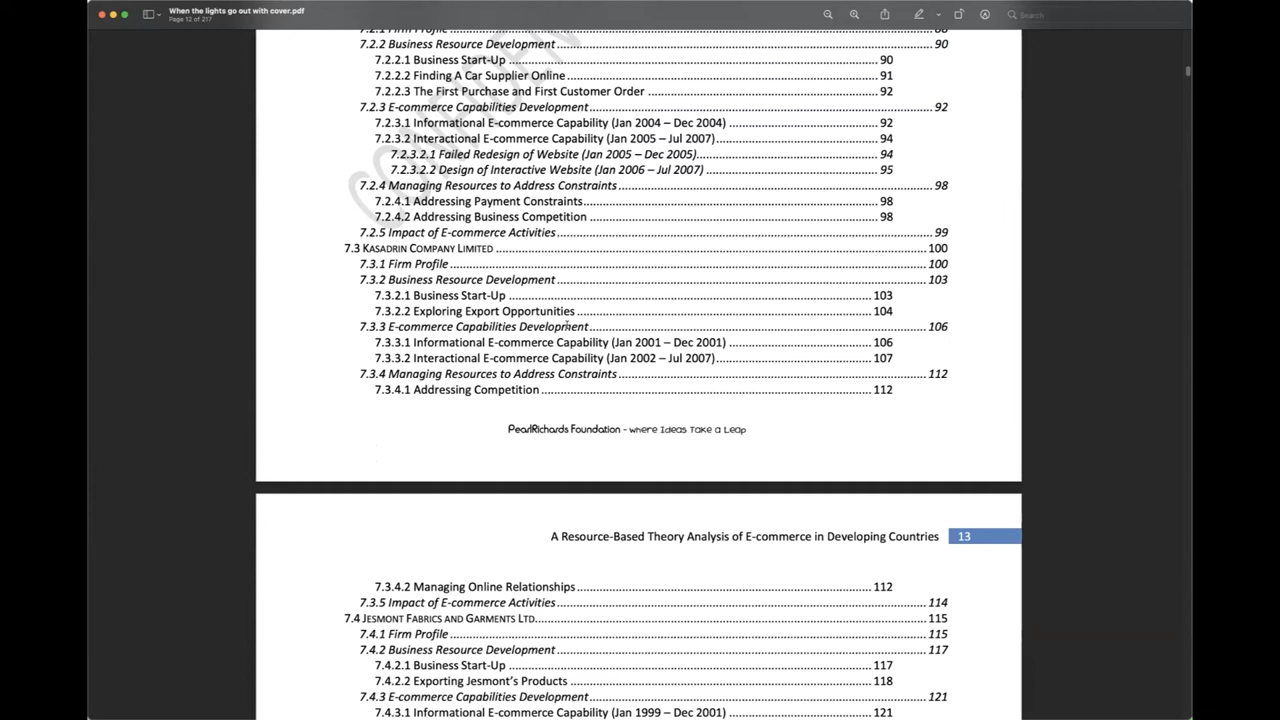 When the lights go out with cover.pdf
Page 12 of 217
Search
7.2.1 Firm Profile 88
7.2.2 Business Resource Development 90
7.2.2.1 Business Start-Up 90
7.2.2.2 Finding A Car Supplier Online 91
7.2.2.3 The First Purchase and First Customer Order 92
7.2.3 E-commerce Capabilities Development 92
7.2.3.1 Informational E-commerce Capability (Jan 2004 – Dec 2004) 92
7.2.3.2 Interactional E-commerce Capability (Jan 2005 – Jul 2007) 94
7.2.3.2.1 Failed Redesign of Website (Jan 2005 – Dec 2005) 94
7.2.3.2.2 Design of Interactive Website (Jan 2006 – Jul 2007) 95
7.2.4 Managing Resources to Address Constraints 98
7.2.4.1 Addressing Payment Constraints 98
7.2.4.2 Addressing Business Competition 98
7.2.5 Impact of E-commerce Activities 99
7.3 Kasadrin Company Limited 100
7.3.1 Firm Profile 100
7.3.2 Business Resource Development 103
7.3.2.1 Business Start-Up 103
7.3.2.2 Exploring Export Opportunities 104
7.3.3 E-commerce Capabilities Development 106
7.3.3.1 Informational E-commerce Capability (Jan 2001 – Dec 2001) 106
7.3.3.2 Interactional E-commerce Capability (Jan 2002 – Jul 2007) 107
7.3.4 Managing Resources to Address Constraints 112
7.3.4.1 Addressing Competition 112
PearlRichards Foundation - where Ideas Take a Leap
A Resource-Based Theory Analysis of E-commerce in Developing Countries 13
7.3.4.2 Managing Online Relationships 112
7.3.5 Impact of E-commerce Activities 114
7.4 Jesmont Fabrics and Garments Ltd. 115
7.4.1 Firm Profile 115
7.4.2 Business Resource Development 117
7.4.2.1 Business Start-Up 117
7.4.2.2 Exporting Jesmont's Products 118
7.4.3 E-commerce Capabilities Development 121
7.4.3.1 Informational E-commerce Capability (Jan 1999 – Dec 2001) 121